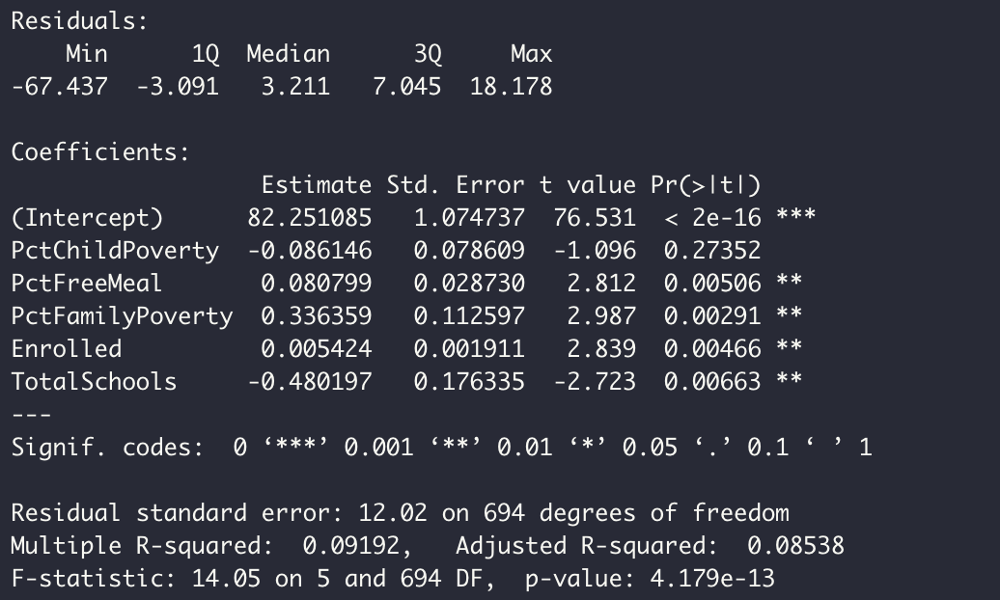 Residuals:
    Min      1Q  Median      3Q     Max
-67.437  -3.091   3.211   7.045  18.178

Coefficients:
                  Estimate Std. Error t value Pr(>|t|)
(Intercept)      82.251085   1.074737  76.531  < 2e-16 ***
PctChildPoverty  -0.086146   0.078609  -1.096  0.27352
PctFreeMeal       0.080799   0.028730   2.812  0.00506 **
PctFamilyPoverty  0.336359   0.112597   2.987  0.00291 **
Enrolled          0.005424   0.001911   2.839  0.00466 **
TotalSchools     -0.480197   0.176335  -2.723  0.00663 **
---
Signif. codes:  0 ‘***’ 0.001 ‘**’ 0.01 ‘*’ 0.05 ‘.’ 0.1 ‘ ’ 1

Residual standard error: 12.02 on 694 degrees of freedom
Multiple R-squared:  0.09192,	Adjusted R-squared:  0.08538
F-statistic: 14.05 on 5 and 694 DF,  p-value: 4.179e-13